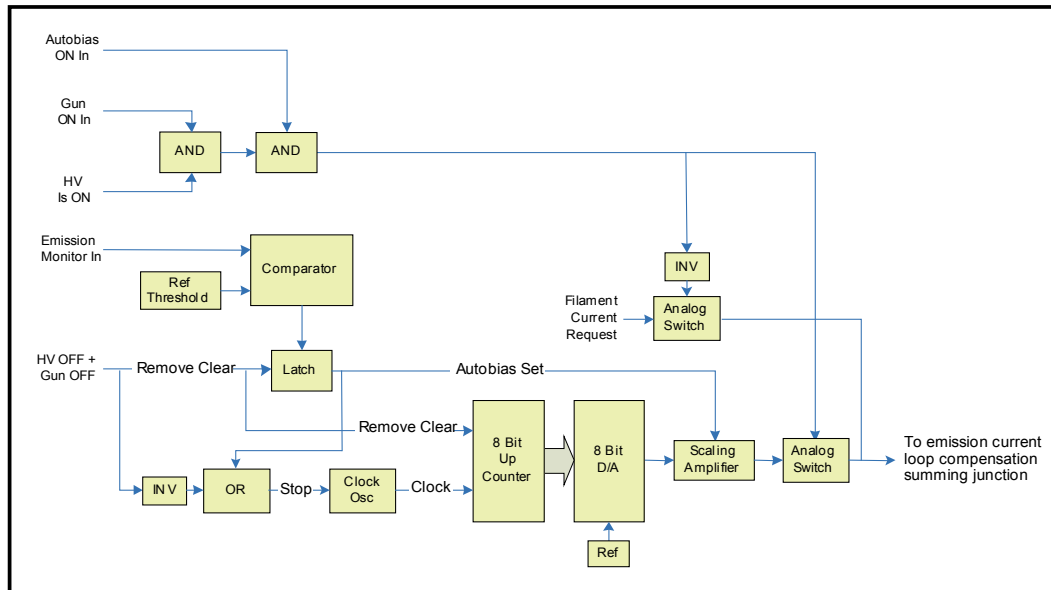 Autobias
ON In
Gun
ON In
AND
AND
HV
Is ON
Emission
Monitor In
Comparator
Ref
Threshold
INV
Filament
Current
Request
Analog
Switch
HV OFF +
Gun OFF
Remove Clear
Latch
Autobias Set
Remove Clear
8 Bit
Up
Counter
8 Bit
D/A
Scaling
Amplifier
Analog
Switch
To emission current
loop compensation
summing junction
INV
OR
Stop
Clock
Osc
Clock
Ref